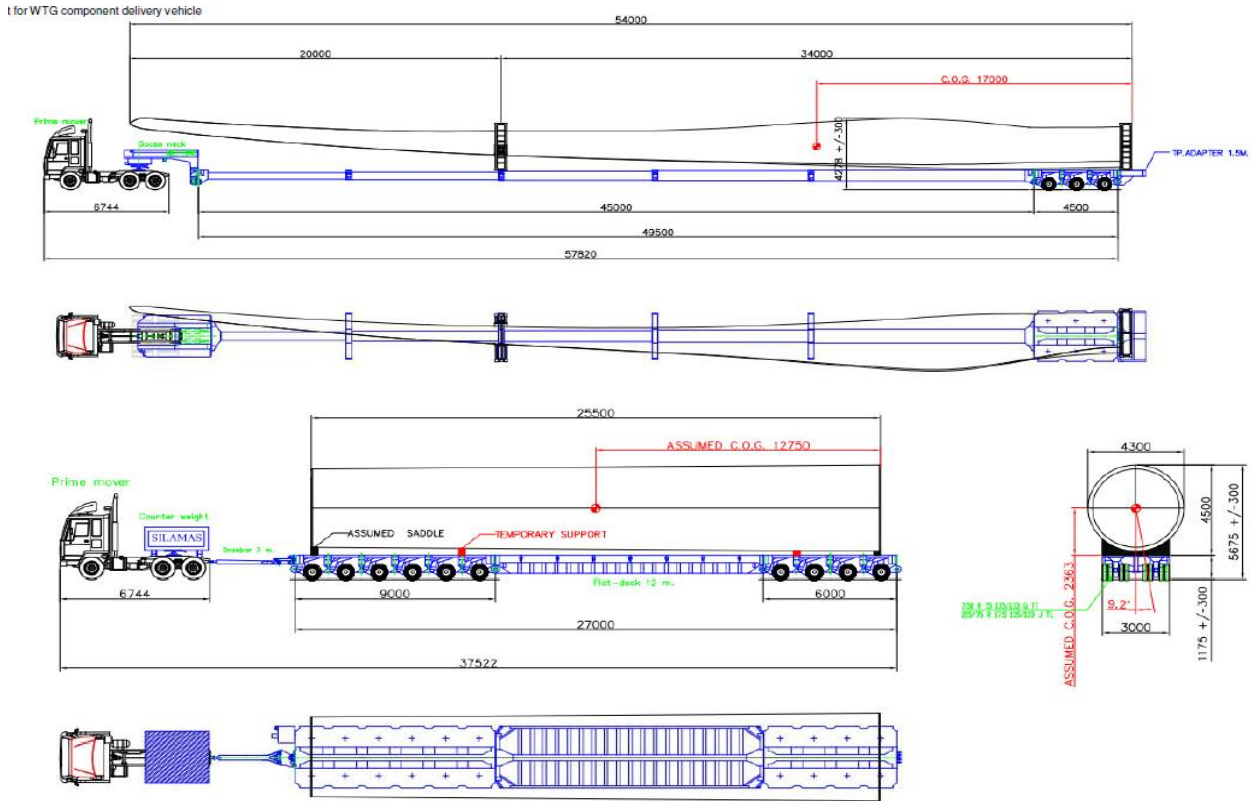 t for WTG component delivery vehicle
54000
20000
34000
C.O.G. 17000
Prime mover
Goose neck
4278 +/-300
TP.ADAPTER 1.5M.
6744
45000
4500
49500
57820
25500
ASSUMED C.O.G. 12750
4300
Prime mover
Counter weight
SILAMAS
ASSUMED SADDLE
TEMPORARY SUPPORT
4500
5675 +/-300
Drawbar 3 m.
Flat-deck 12 m.
6744
9000
6000
9.2°
3000
1175 +/-300
ASSUMED C.O.G. 2363
27000
37522